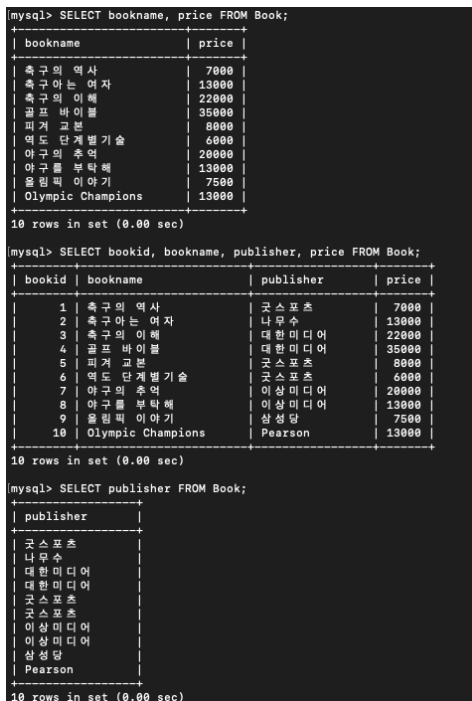 [mysql> SELECT bookname, price FROM Book;
+---------------------+-------+
| bookname            | price |
+---------------------+-------+
| 축구의 역사 | 7000 |
| 축구아는 여자 | 13000 |
| 축구의 이해 | 22000 |
| 골프 바이블 | 35000 |
| 피겨 교본 | 8000 |
| 역도 단계별기술 | 6000 |
| 야구의 추억 | 20000 |
| 야구를 부탁해 | 13000 |
| 올림픽 이야기 | 7500 |
| Olympic Champions | 13000 |
+---------------------+-------+
10 rows in set (0.00 sec)
[mysql> SELECT bookid, bookname, publisher, price FROM Book;
+--------+---------------------+----------------+-------+
| bookid | bookname | publisher | price |
+--------+---------------------+----------------+-------+
| 1 | 축구의 역사 | 굿스포츠 | 7000 |
| 2 | 축구아는 여자 | 나무수 | 13000 |
| 3 | 축구의 이해 | 대한미디어 | 22000 |
| 4 | 골프 바이블 | 대한미디어 | 35000 |
| 5 | 피겨 교본 | 굿스포츠 | 8000 |
| 6 | 역도 단계별기술 | 굿스포츠 | 6000 |
| 7 | 야구의 추억 | 이상미디어 | 20000 |
| 8 | 야구를 부탁해 | 이상미디어 | 13000 |
| 9 | 올림픽 이야기 | 삼성당 | 7500 |
| 10 | Olympic Champions | Pearson | 13000 |
+--------+---------------------+----------------+-------+
10 rows in set (0.00 sec)
[mysql> SELECT publisher FROM Book;
+----------------+
| publisher |
+----------------+
| 굿스포츠 |
| 나무수 |
| 대한미디어 |
| 대한미디어 |
| 굿스포츠 |
| 굿스포츠 |
| 이상미디어 |
| 이상미디어 |
| 삼성당 |
| Pearson |
+----------------+
10 rows in set (0.00 sec)